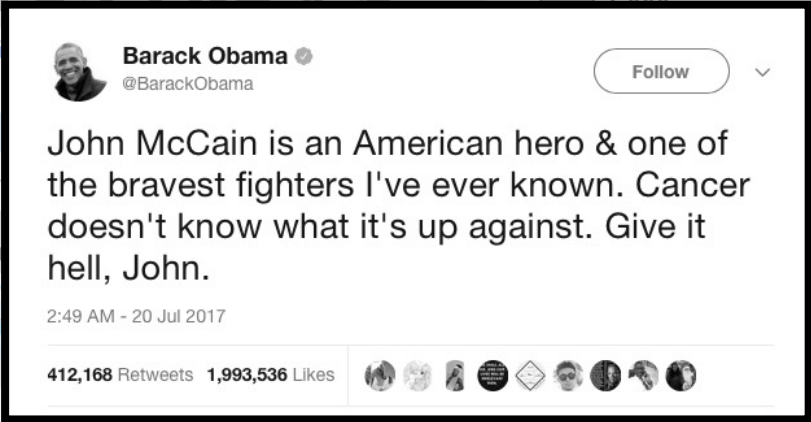 Barack Obama
@BarackObama
Follow
John McCain is an American hero & one of
the bravest fighters I've ever known. Cancer
doesn't know what it's up against. Give it
hell, John.
2:49 AM - 20 Jul 2017
412,168 Retweets 1,993,536 Likes